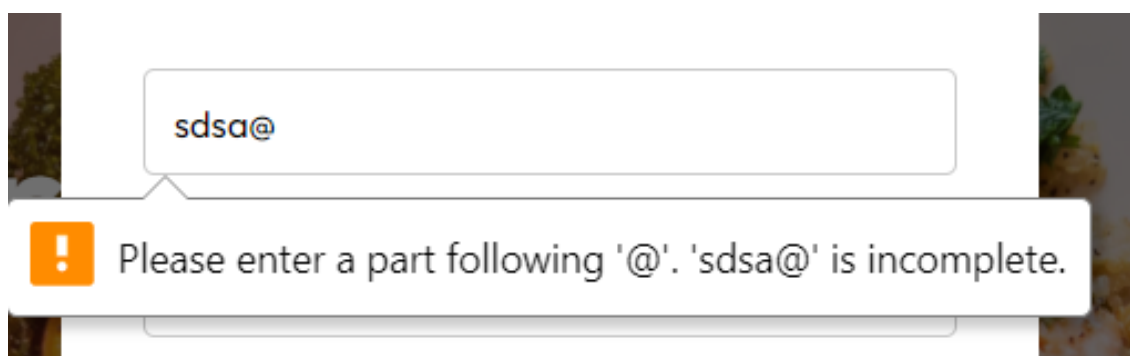 sdsa@
Please enter a part following '@'. 'sdsa@' is incomplete.